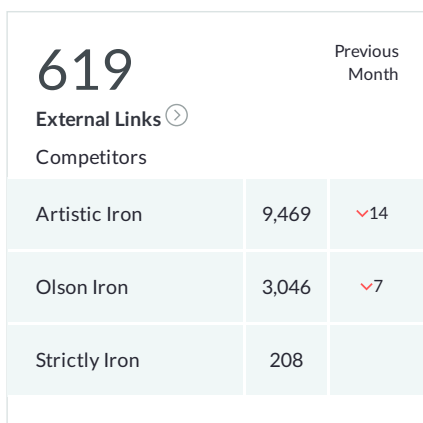 619
Previous
Month
External Links
Competitors
Artistic Iron 9,469 14
Olson Iron 3,046 7
Strictly Iron 208